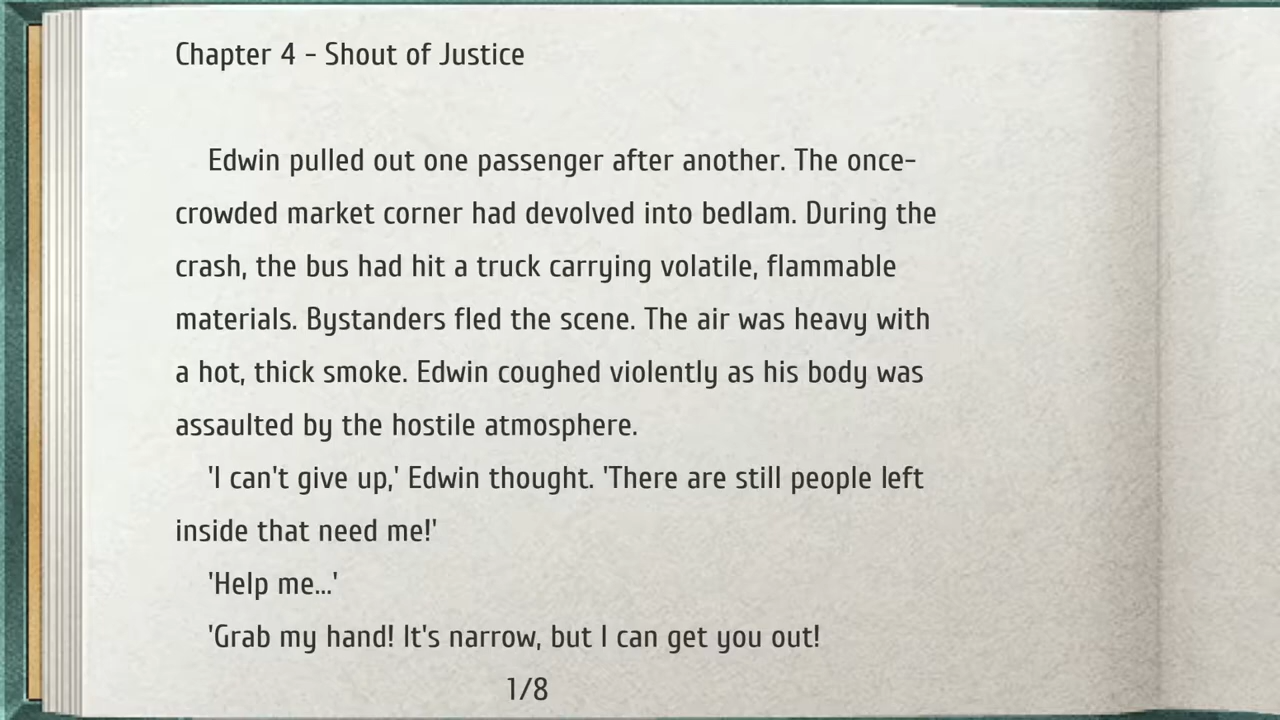 Chapter 4 - Shout of Justice
Edwin pulled out one passenger after another. The once-
crowded market corner had devolved into bedlam. During the
crash, the bus had hit a truck carrying volatile, flammable
materials. Bystanders fled the scene. The air was heavy with
a hot, thick smoke. Edwin coughed violently as his body was
assaulted by the hostile atmosphere.
'I can't give up,' Edwin thought. 'There are still people left
inside that need me!'
'Help me...'
'Grab my hand! It's narrow, but I can get you out!
1/8